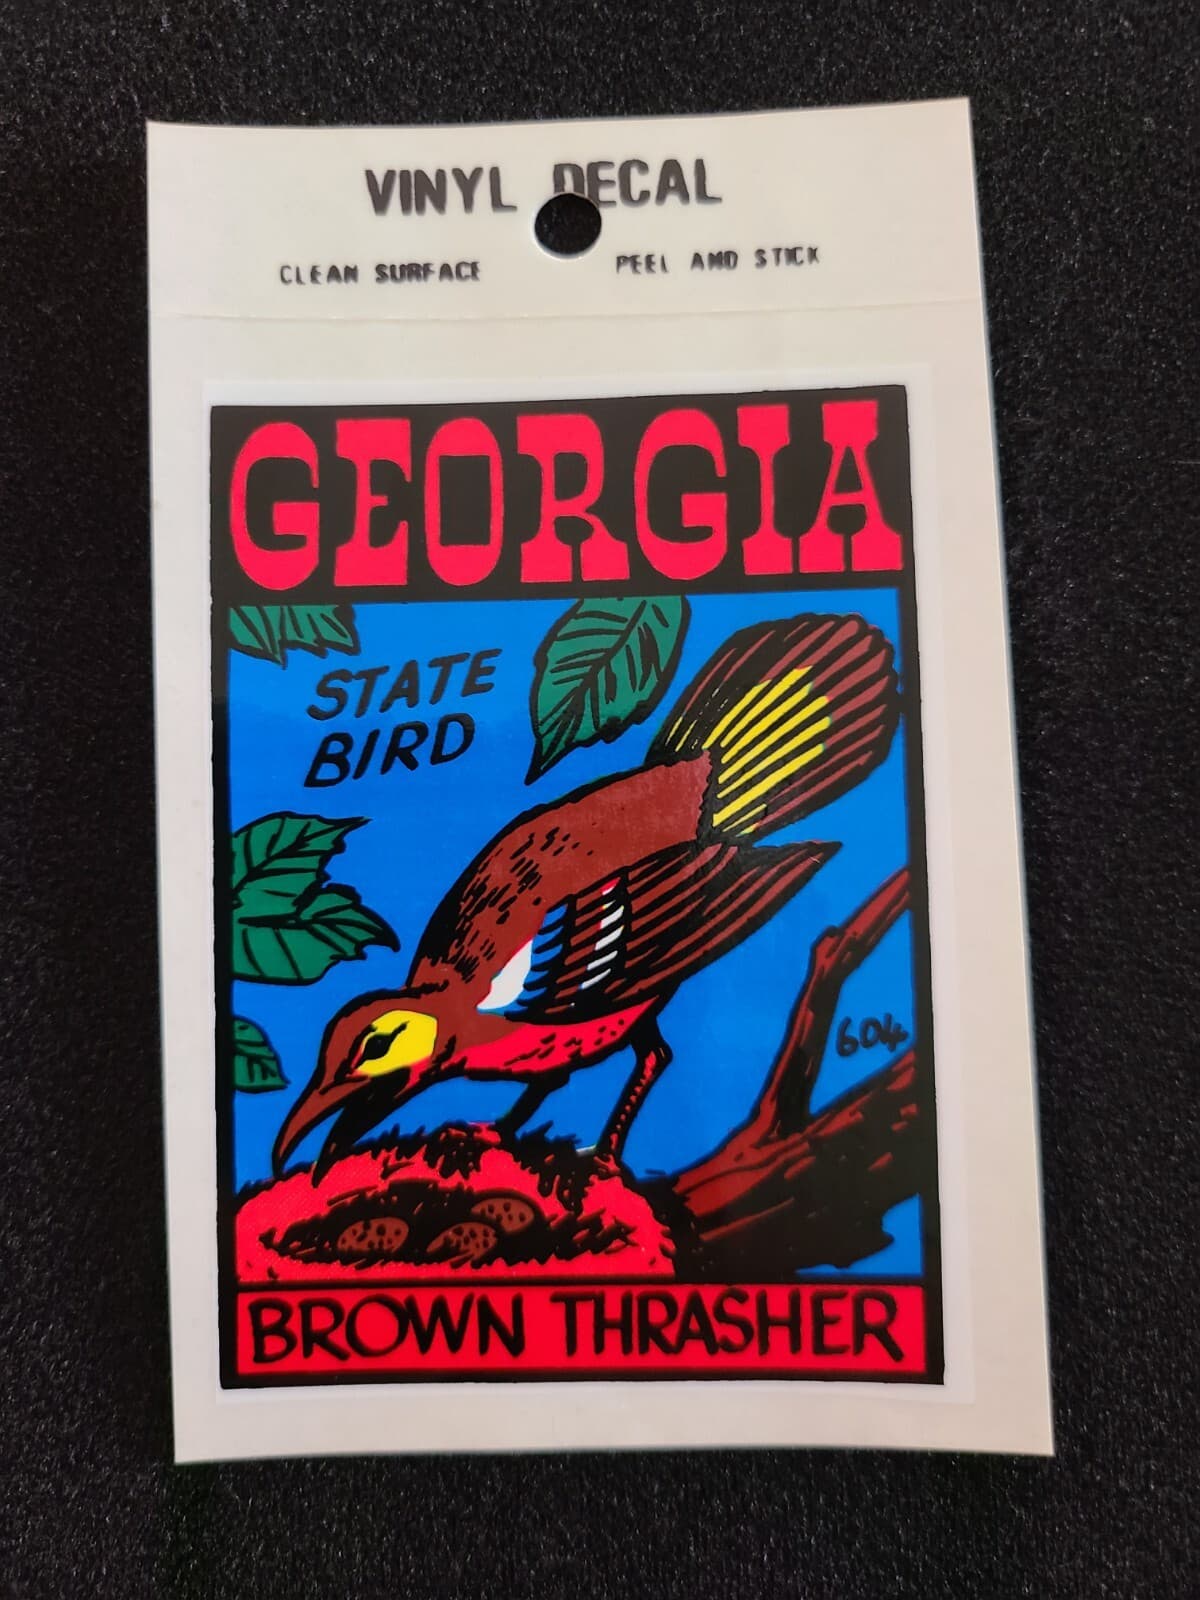 VINYL DECAL
CLEAN SURFACE PEEL AND STICK
GEORGIA
STATE
BIRD
604
BROWN THRASHER